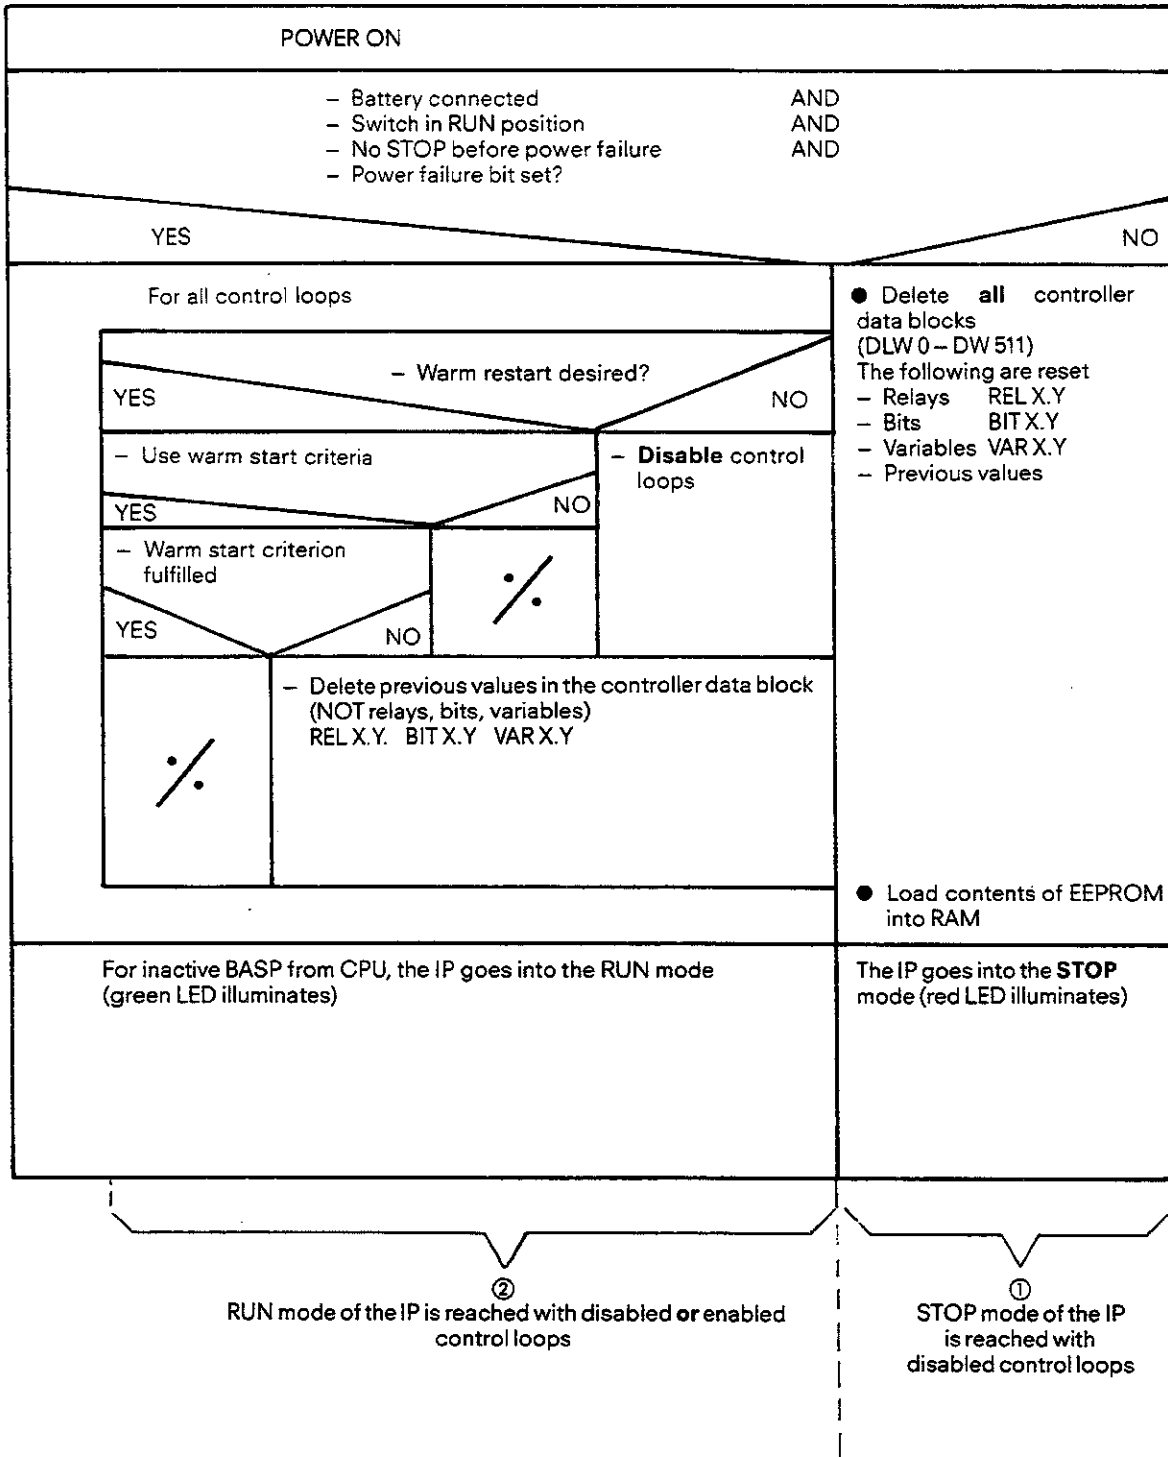 POWER ON
– Battery connected AND
– Switch in RUN position AND
– No STOP before power failure AND
– Power failure bit set?
YES
NO
For all control loops
– Warm restart desired?
YES
NO
– Use warm start criteria
YES
NO
– Disable control
loops
– Warm start criterion
fulfilled
YES
NO
– Delete previous values in the controller data block
(NOT relays, bits, variables)
REL X.Y. BIT X.Y VAR X.Y
● Delete all controller
data blocks
(DLW 0 – DW 511)
The following are reset
– Relays REL X.Y
– Bits BIT X.Y
– Variables VAR X.Y
– Previous values
● Load contents of EEPROM
into RAM
For inactive BASP from CPU, the IP goes into the RUN mode
(green LED illuminates)
The IP goes into the STOP
mode (red LED illuminates)
②
RUN mode of the IP is reached with disabled or enabled
control loops
①
STOP mode of the IP
is reached with
disabled control loops